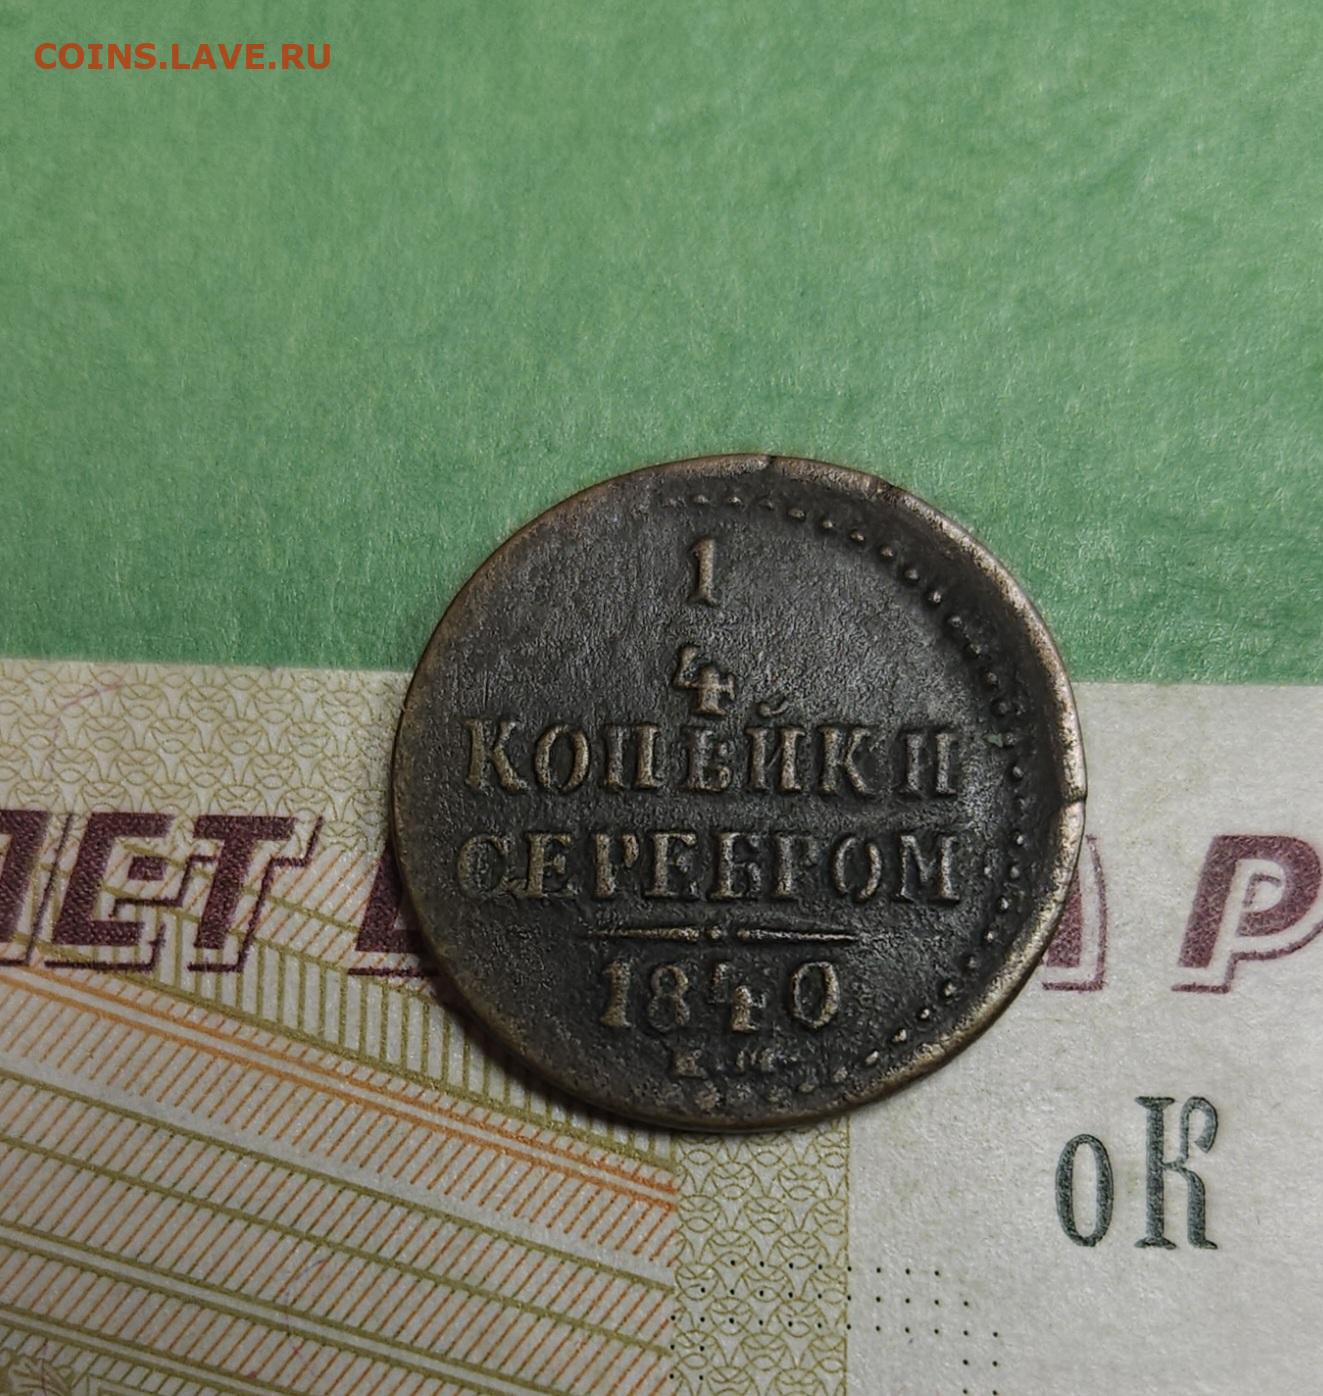 COINS.LAVE.RU
1
4
КОПѢЙКИ
СЕРЕБРОМ
1840
Е.М.
оК